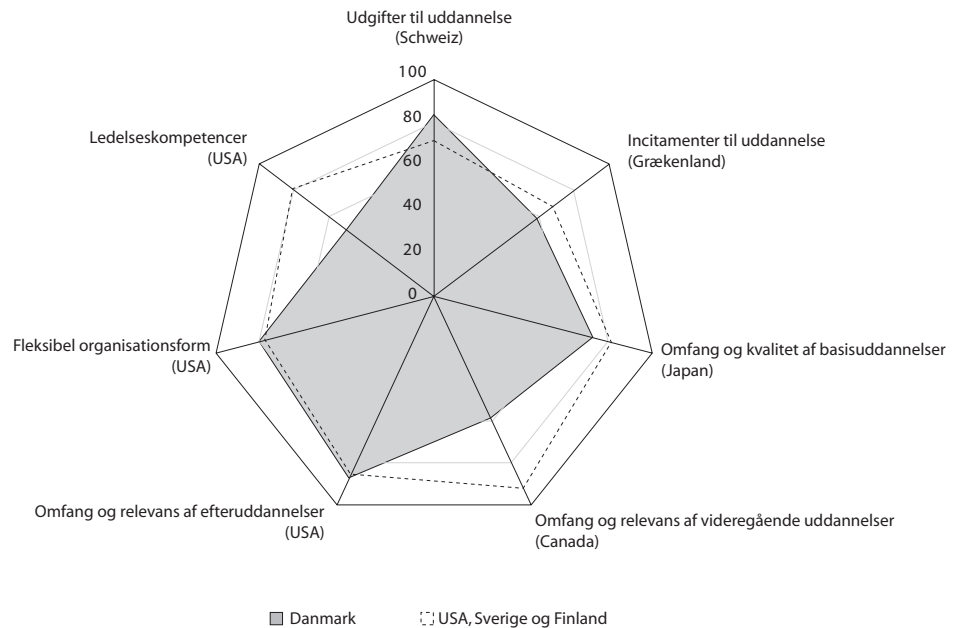 Udgifter til uddannelse
(Schweiz)
100
80
60
40
20
0
Incitamenter til uddannelse
(Grækenland)
Omfang og kvalitet af basisuddannelser
(Japan)
Omfang og relevans af videregående uddannelser
(Canada)
Omfang og relevans af efteruddannelser
(USA)
Fleksibel organisationsform
(USA)
Ledelseskompetencer
(USA)
Danmark
USA, Sverige og Finland